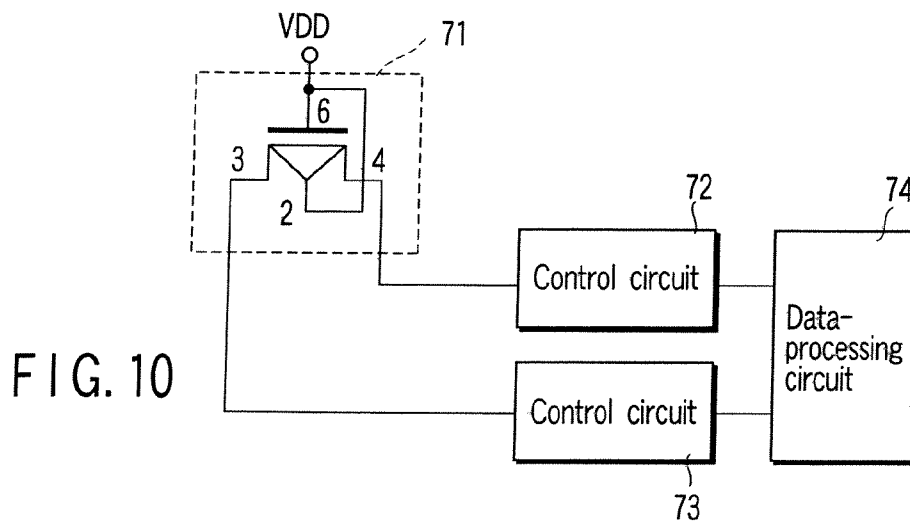 VDD
71
6
3
4
2
72
74
Control circuit
Data-
processing
circuit
FIG. 10
Control circuit
73